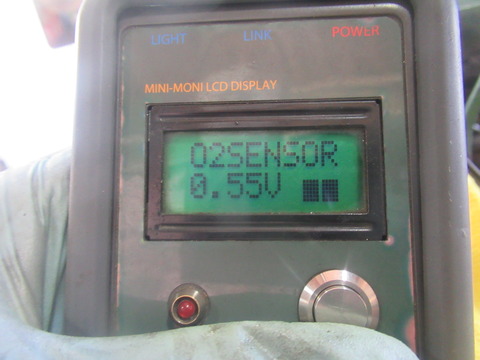 LIGHT LINK POWER
MINI-MONI LCD DISPLAY
O2SENSOR
0.55V